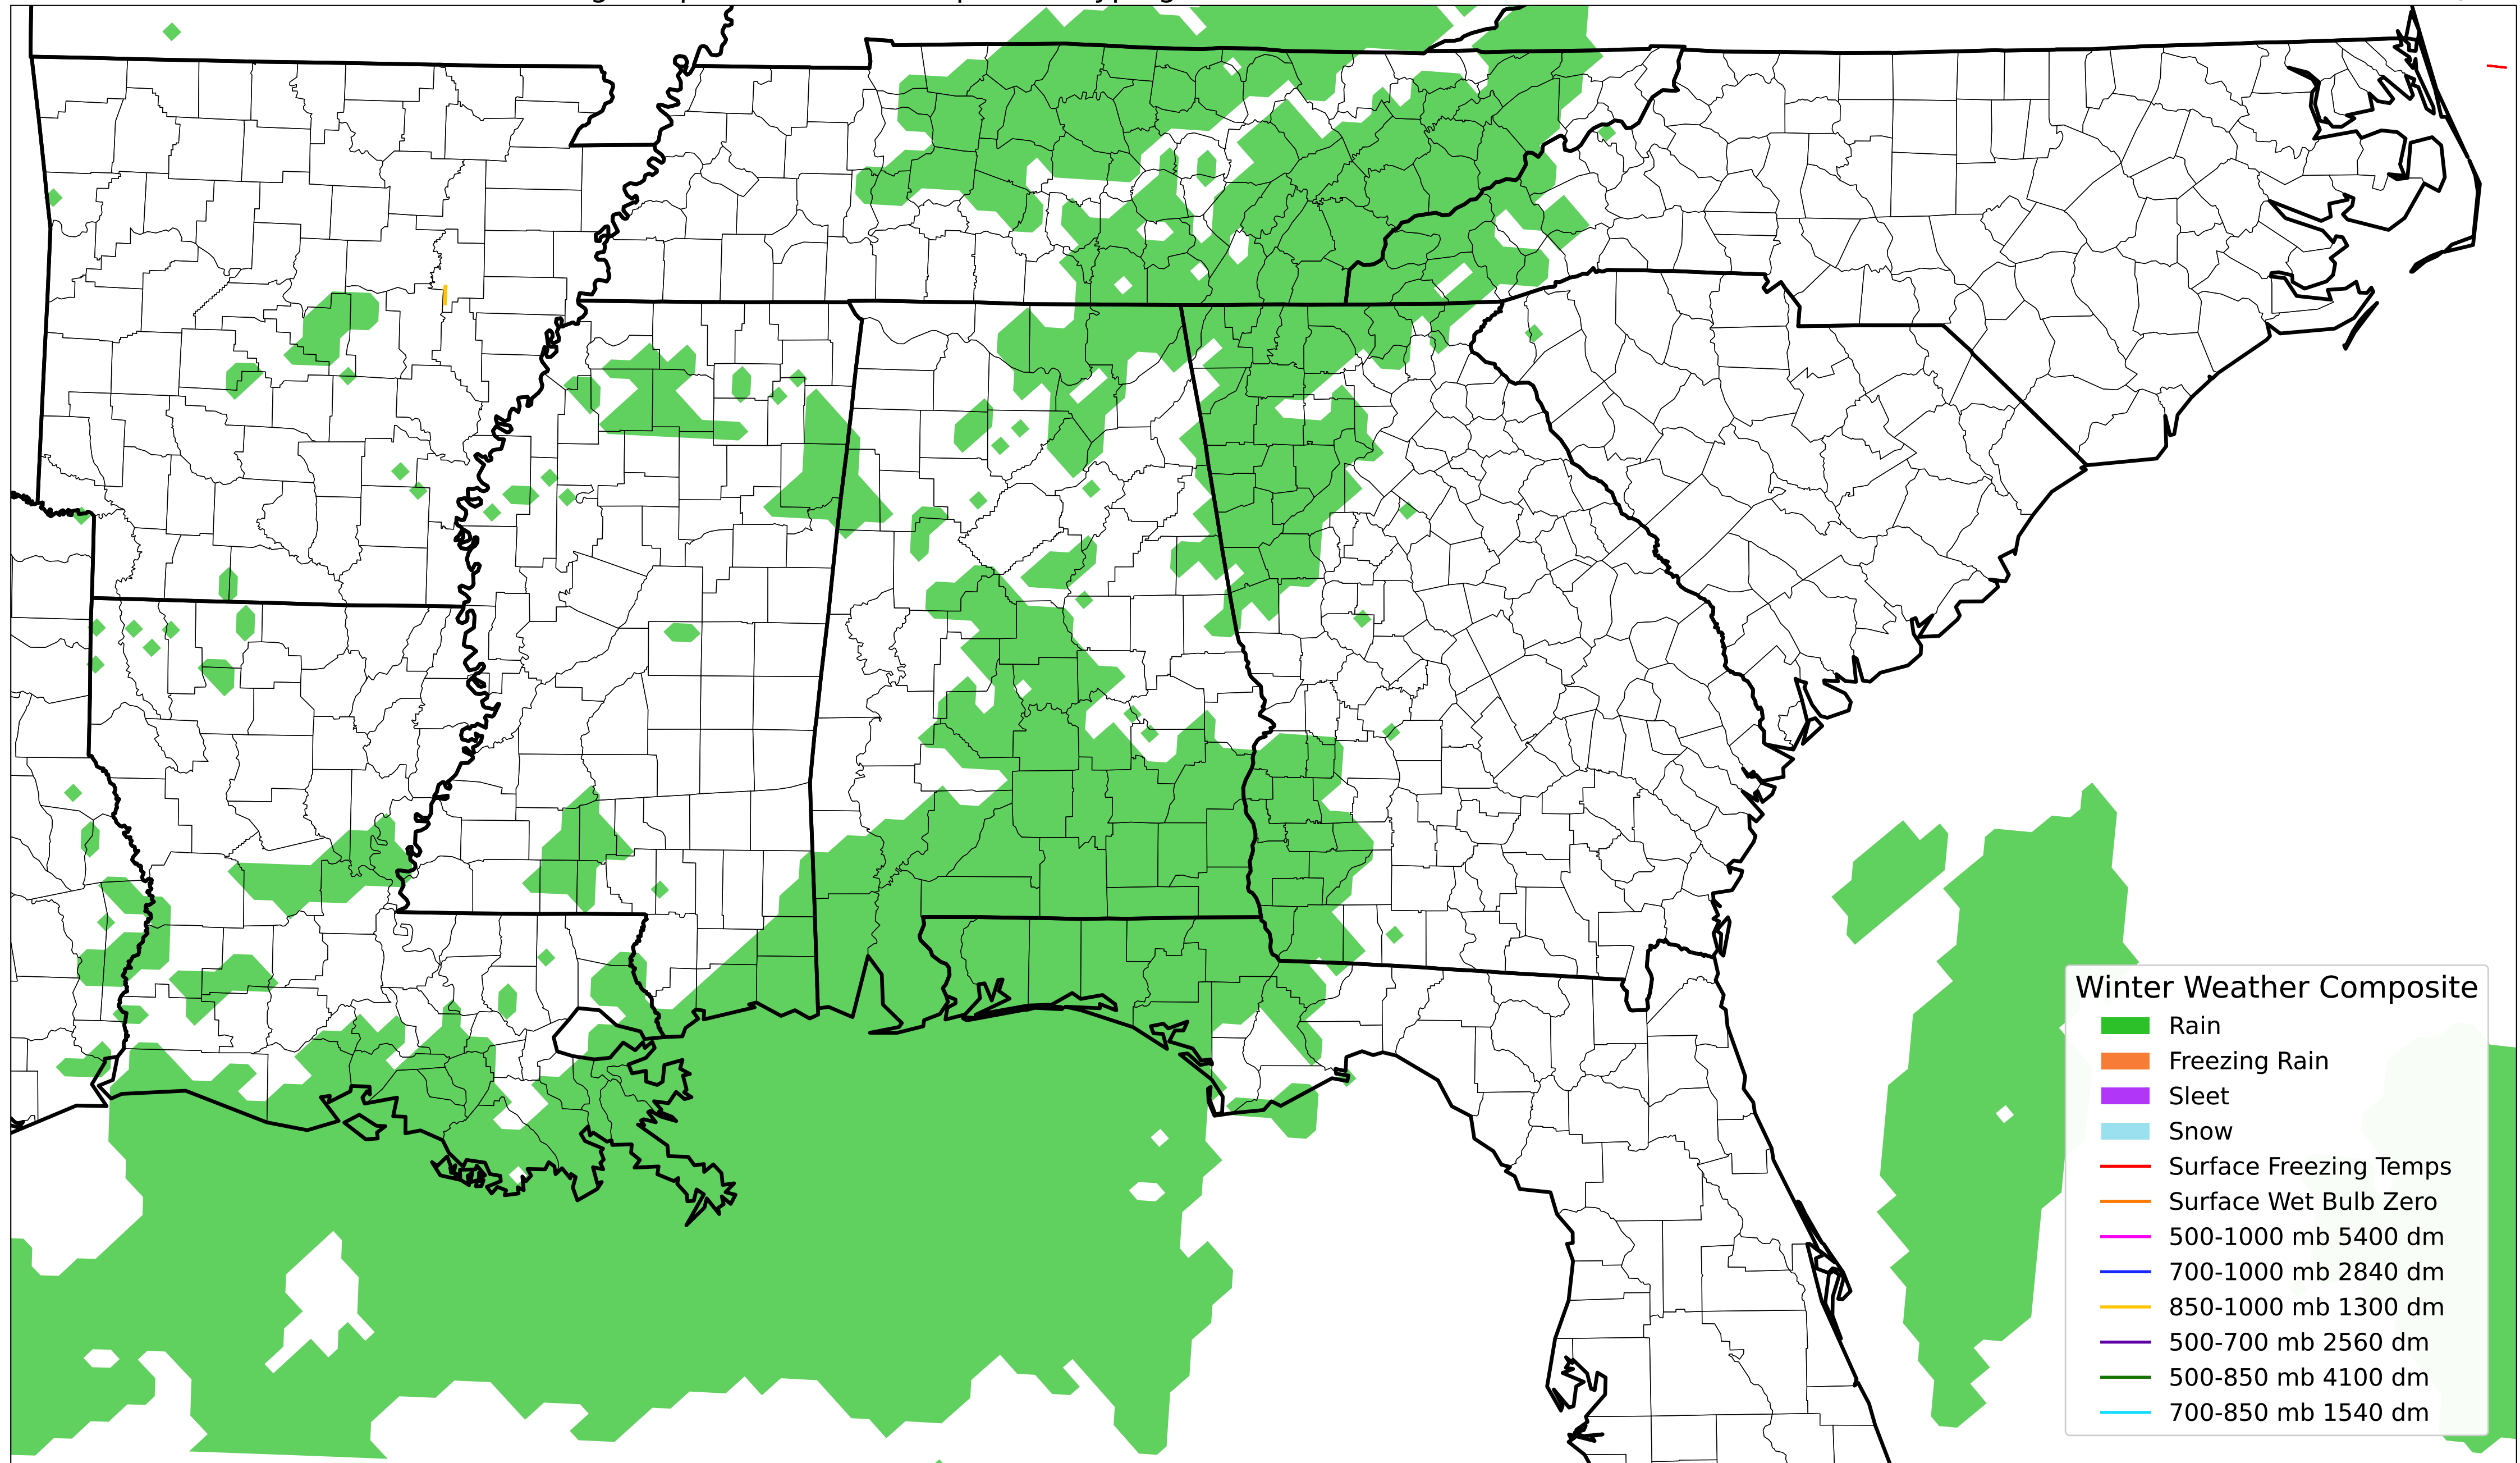 Winter Weather Composite
Rain
Freezing Rain
Sleet
Snow
Surface Freezing Temps
Surface Wet Bulb Zero
500-1000 mb 5400 dm
700-1000 mb 2840 dm
850-1000 mb 1300 dm
500-700 mb 2560 dm
500-850 mb 4100 dm
700-850 mb 1540 dm